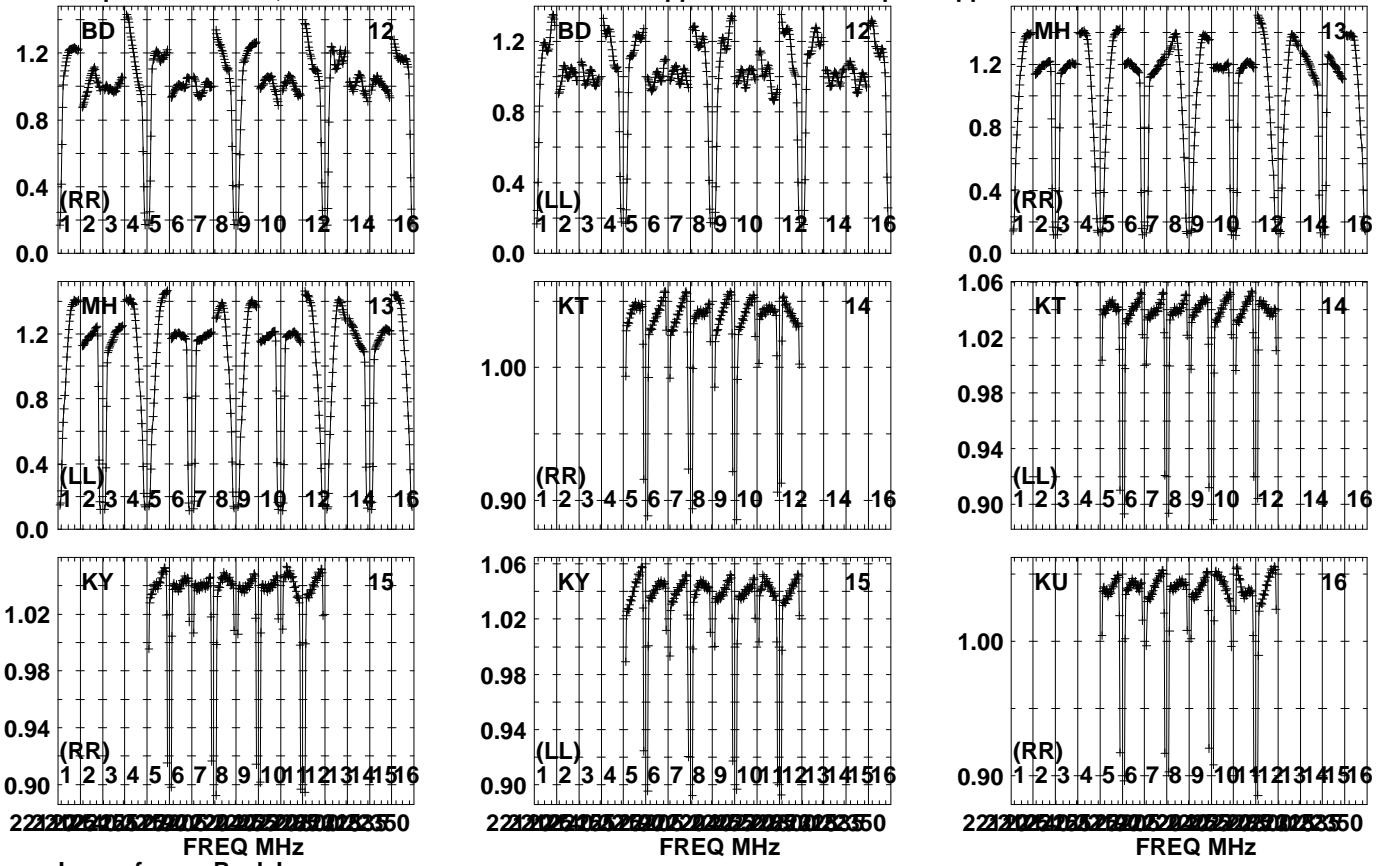 BD 12
1.2
0.8
0.4
0.0
(RR)
1 2 3 4 5 6 7 8 9 10 12 14 16
BD 12
1.2
0.8
0.4
0.0
(LL)
1 2 3 4 5 6 7 8 9 10 12 14 16
MH 13
1.2
0.8
0.4
0.0
(RR)
1 2 3 4 5 6 7 8 9 10 12 14 16
MH 13
1.2
0.8
0.4
0.0
(LL)
1 2 3 4 5 6 7 8 9 10 12 14 16
KT 14
1.00
0.90
(RR)
1 2 3 4 5 6 7 8 9 10 12 14 16
KT 14
1.06
1.02
0.98
0.94
0.90
(LL)
1 2 3 4 5 6 7 8 9 10 12 14 16
KY 15
1.02
0.98
0.94
0.90
(RR)
1 2 3 4 5 6 7 8 9 10 11 12 13 14 15 16
FREQ MHz
KY 15
1.06
1.02
0.98
0.94
0.90
(LL)
1 2 3 4 5 6 7 8 9 10 11 12 13 14 15 16
FREQ MHz
KU 16
1.00
0.90
(RR)
1 2 3 4 5 6 7 8 9 10 11 12 13 14 15 16
FREQ MHz